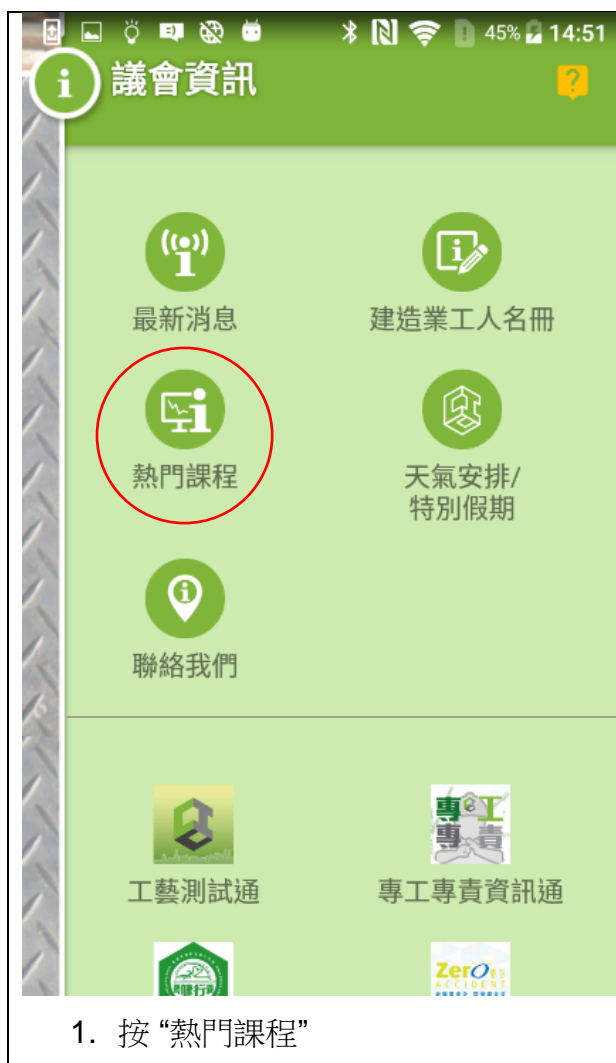 45% 14:51
議會資訊
最新消息
建造業工人名冊
熱門課程
天氣安排/
特別假期
聯絡我們
專工
專責
工藝測試通
專工專責資訊通
Zero
ACCIDENT
1. 按 “熱門課程”